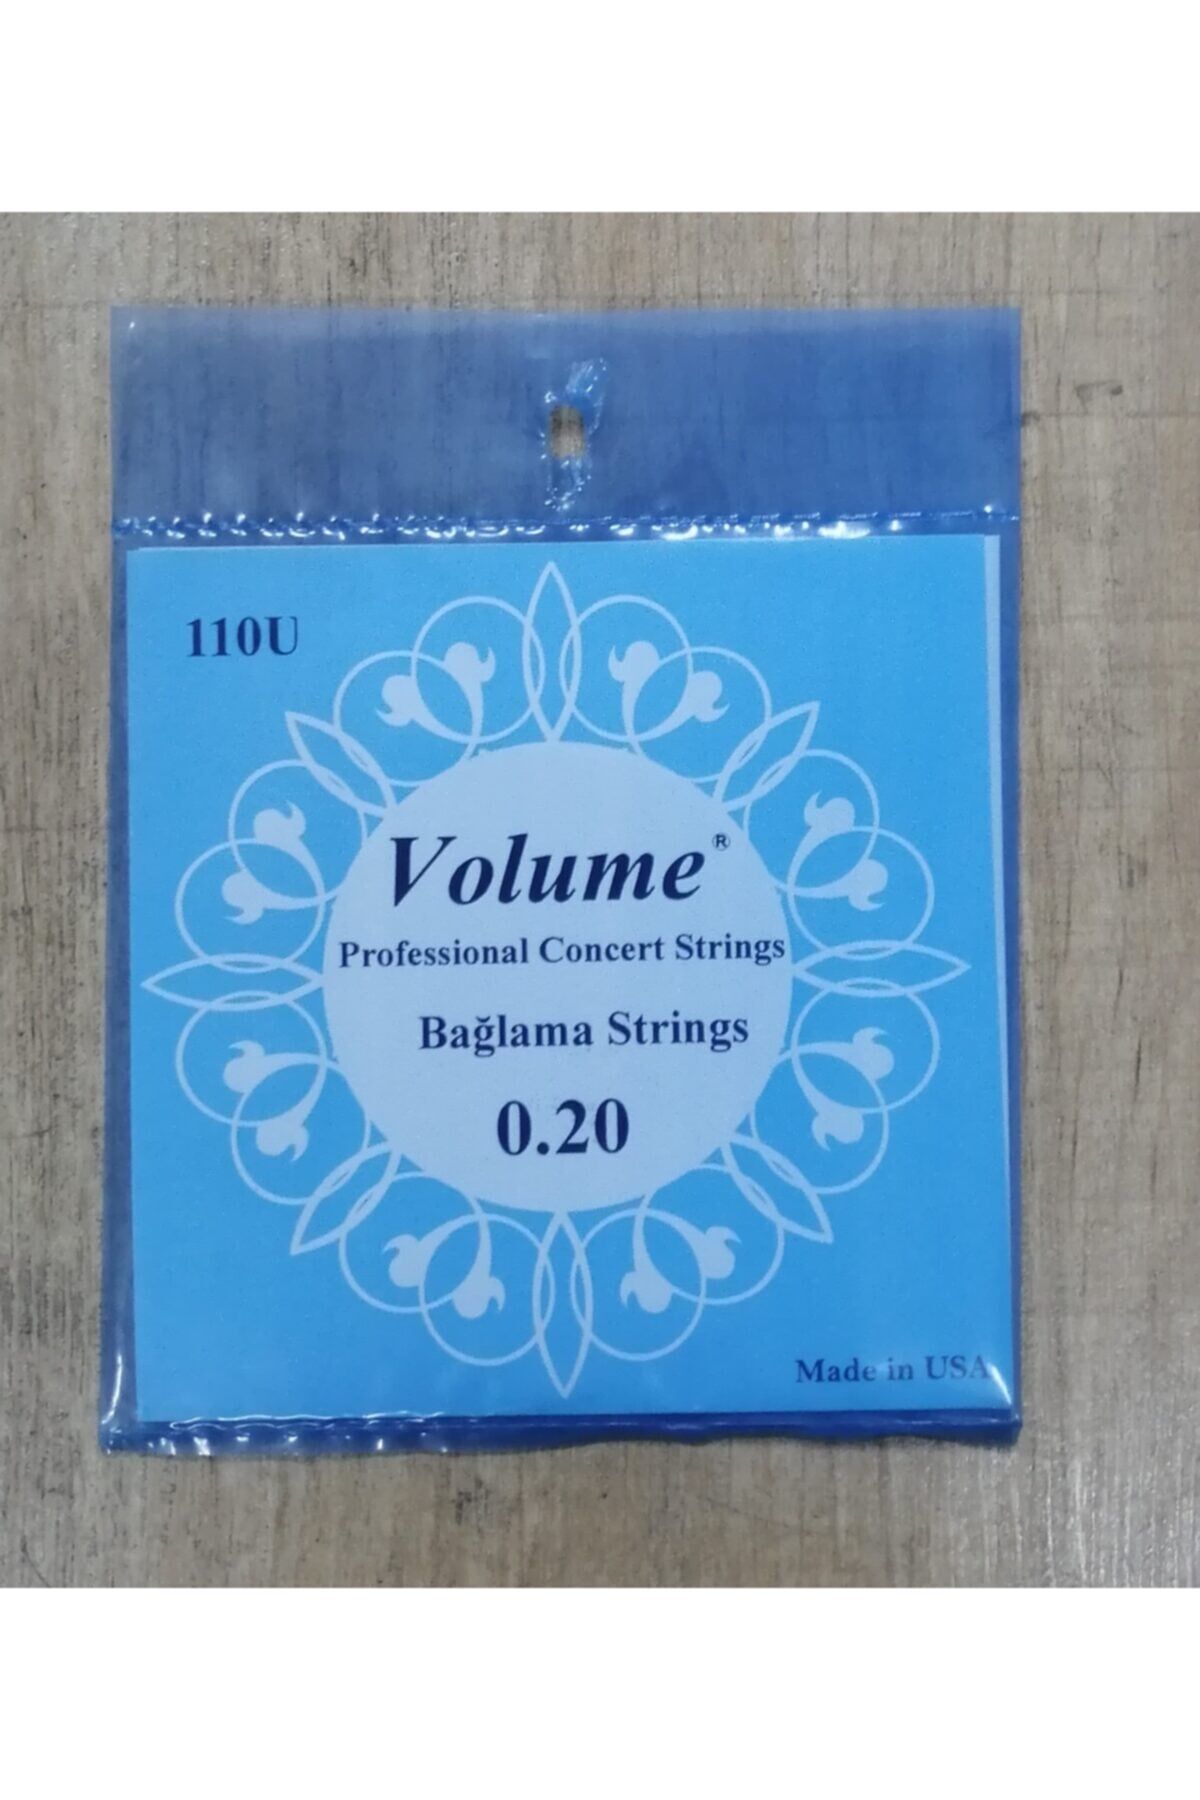 110U
Volume®
Professional Concert Strings
Bağlama Strings
0.20
Made in USA